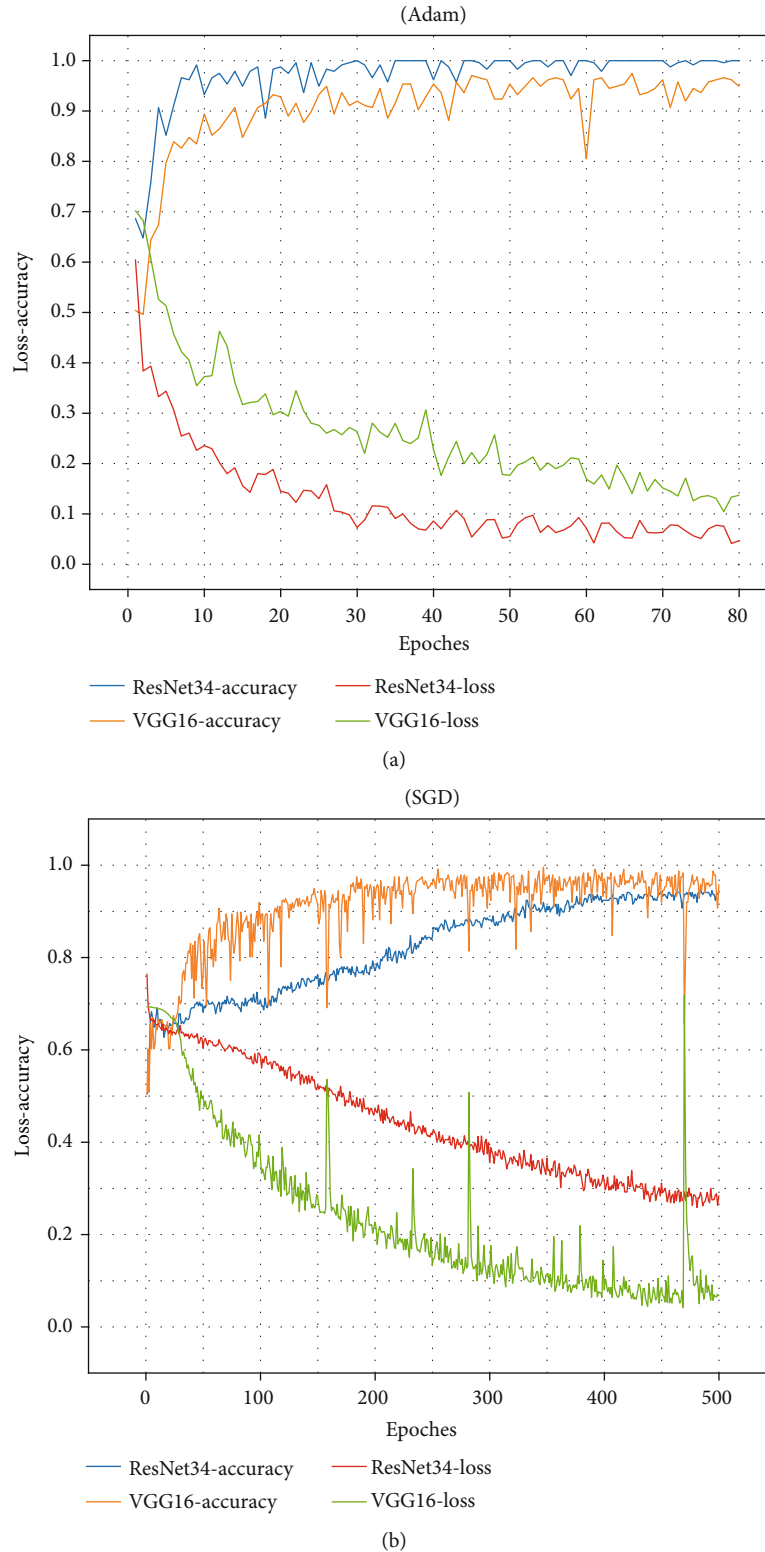 (Adam)
1.0
0.9
0.8
0.7
0.6
0.5
0.4
0.3
0.2
0.1
0.0
Loss-accuracy
0 10 20 30 40 50 60 70 80
Epoches
ResNet34-accuracy ResNet34-loss
VGG16-accuracy VGG16-loss
(a)
(SGD)
1.0
0.8
0.6
0.4
0.2
0.0
Loss-accuracy
0 100 200 300 400 500
Epoches
ResNet34-accuracy ResNet34-loss
VGG16-accuracy VGG16-loss
(b)